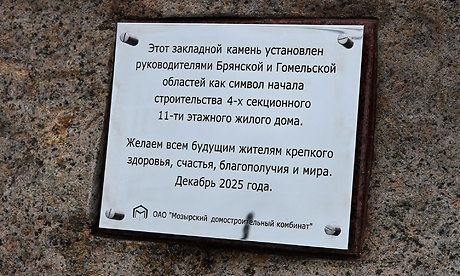 Этот закладной камень установлен
руководителями Брянской и Гомельской
областей как символ начала
строительства 4-х секционного
11-ти этажного жилого дома.
Желаем всем будущим жителям крепкого
здоровья, счастья, благополучия и мира.
Декабрь 2025 года.
ОАО "Мозырский домостроительный комбинат"